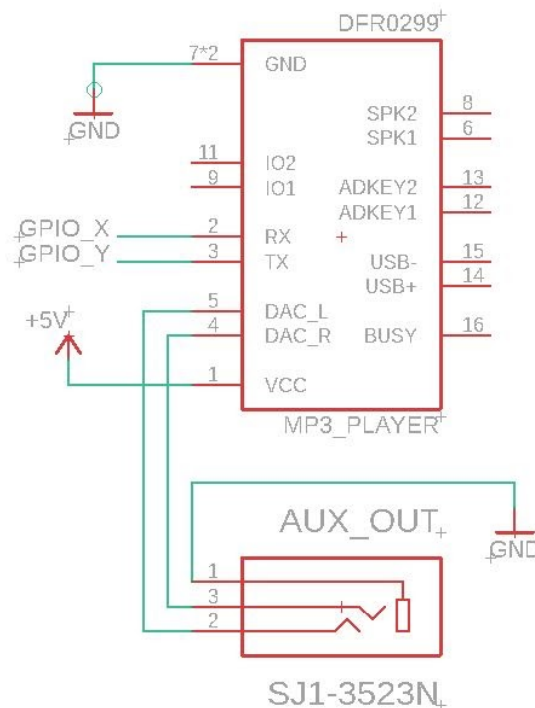 DFR0299
7*2 GND
GND
SPK2 8
SPK1 6
11 IO2
9 IO1
ADKEY2 13
ADKEY1 12
GPIO_X 2 RX
GPIO_Y 3 TX
USB- 15
USB+ 14
5 DAC_L
+5V 4 DAC_R BUSY 16
1 VCC
MP3_PLAYER
AUX_OUT
GND
1
3
2
SJ1-3523N